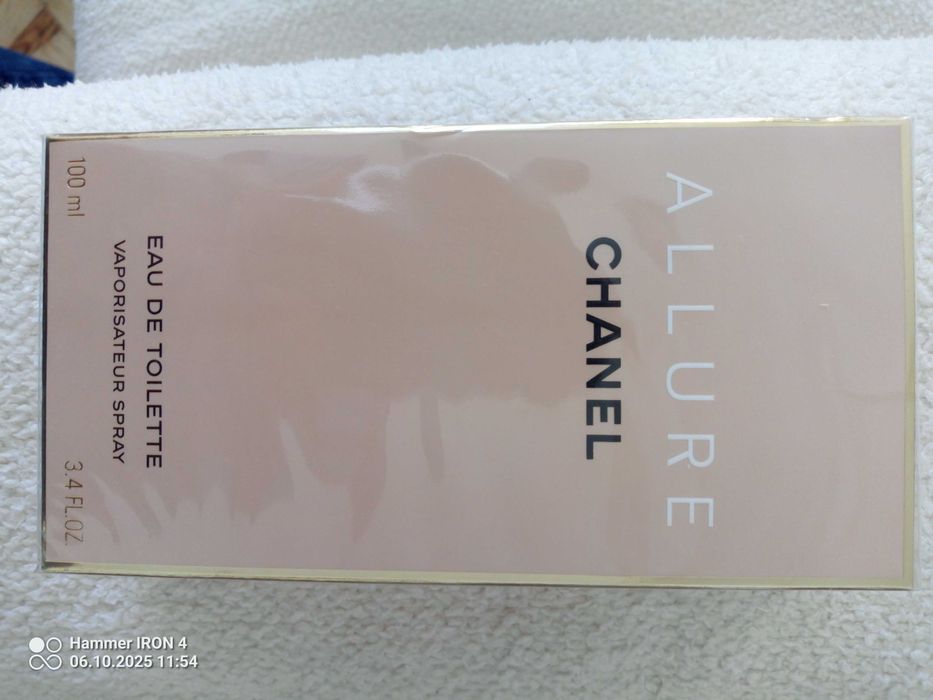 ALLURE
CHANEL
EAU DE TOILETTE
VAPORISATEUR SPRAY
100 ml 3.4 FL.OZ.
Hammer IRON 4
06.10.2025 11:54